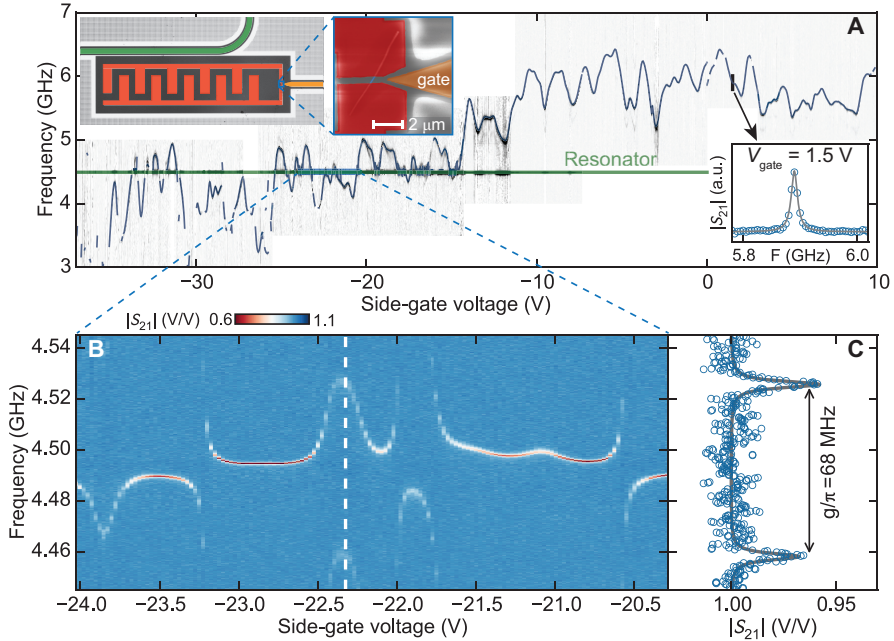 A
Frequency (GHz)
7
6
5
4
3
gate
2 μm
Resonator
V_gate = 1.5 V
|S₂₁| (a.u.)
5.8 F (GHz) 6.0
−30 −20 −10 0 10
Side-gate voltage (V)
|S₂₁| (V/V) 0.6 1.1
B
Frequency (GHz)
4.54
4.52
4.50
4.48
4.46
−24.0 −23.5 −23.0 −22.5 −22.0 −21.5 −21.0 −20.5
Side-gate voltage (V)
C
g/π=68 MHz
1.00 0.95
|S₂₁| (V/V)